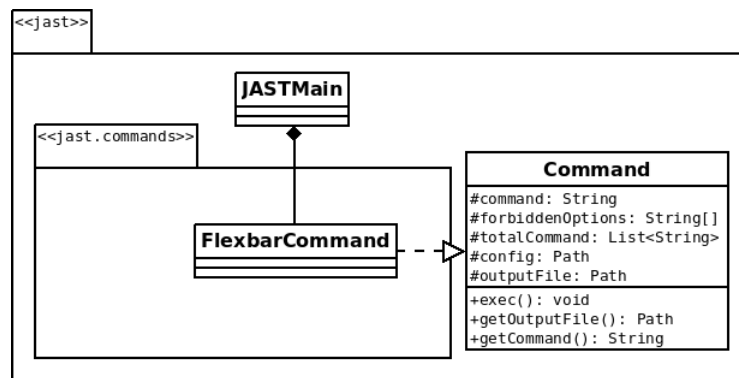 <<jast>>
JASTMain
<<jast.commands>>
Command
#command: String
#forbiddenOptions: String[]
#totalCommand: List<String>
#config: Path
#outputFile: Path
+exec(): void
+getOutputFile(): Path
+getCommand(): String
FlexbarCommand